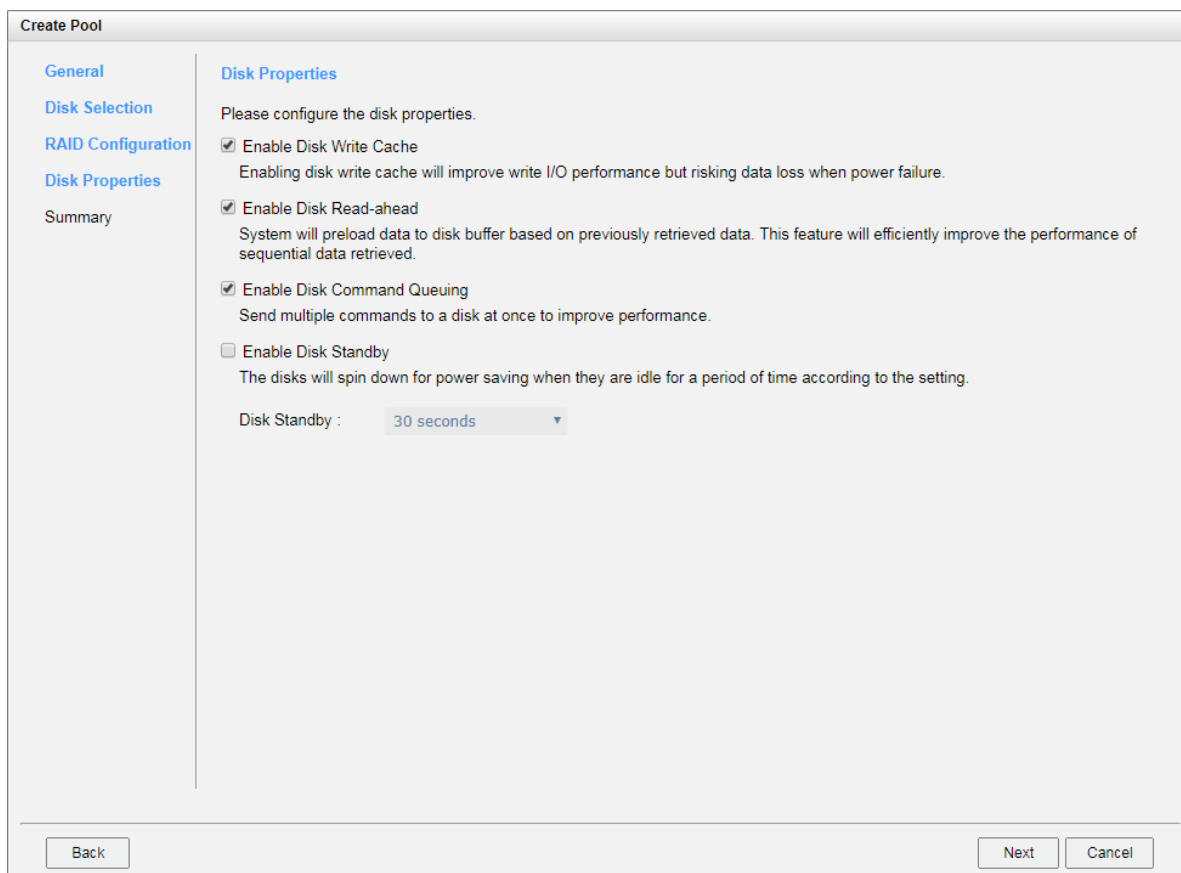 Create Pool
General
Disk Selection
RAID Configuration
Disk Properties
Summary
Disk Properties
Please configure the disk properties.
Enable Disk Write Cache
Enabling disk write cache will improve write I/O performance but risking data loss when power failure.
Enable Disk Read-ahead
System will preload data to disk buffer based on previously retrieved data. This feature will efficiently improve the performance of
sequential data retrieved.
Enable Disk Command Queuing
Send multiple commands to a disk at once to improve performance.
Enable Disk Standby
The disks will spin down for power saving when they are idle for a period of time according to the setting.
Disk Standby : 30 seconds
Back Next Cancel